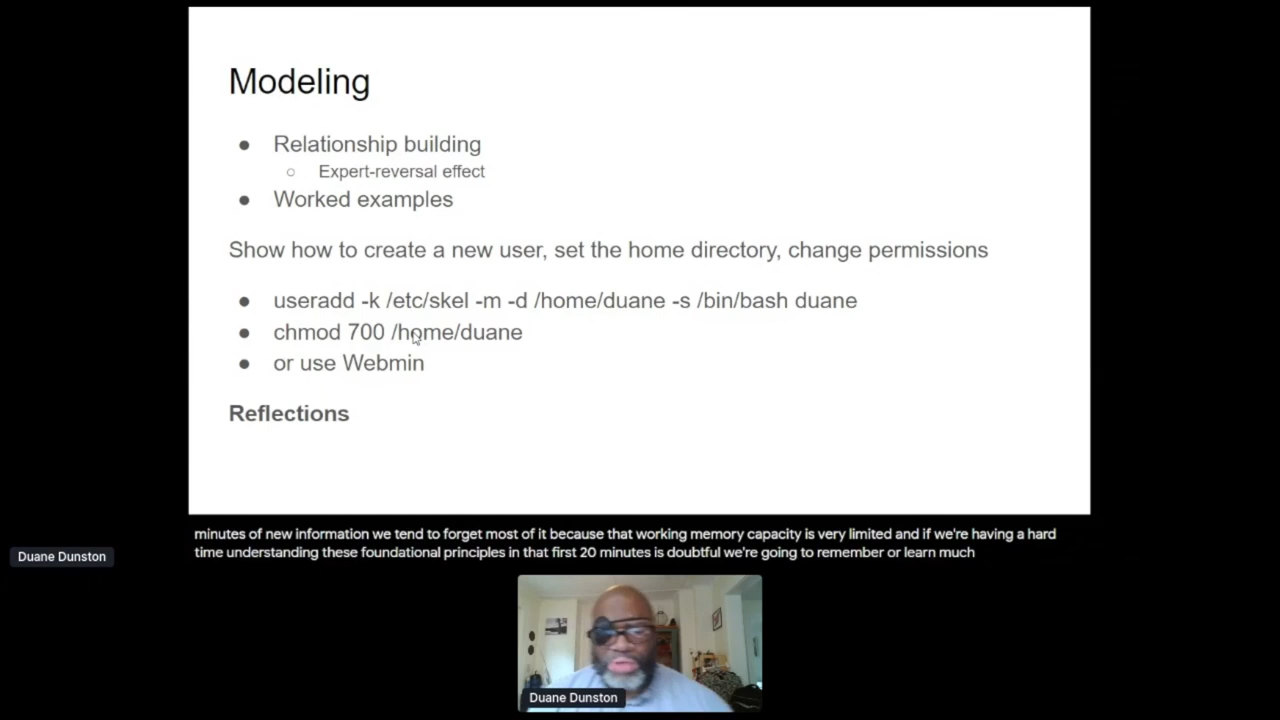 Modeling
● Relationship building
○ Expert-reversal effect
● Worked examples
Show how to create a new user, set the home directory, change permissions
● useradd -k /etc/skel -m -d /home/duane -s /bin/bash duane
● chmod 700 /home/duane
● or use Webmin
Reflections
minutes of new information we tend to forget most of it because that working memory capacity is very limited and if we're having a hard
time understanding these foundational principles in that first 20 minutes is doubtful we're going to remember or learn much
Duane Dunston
Duane Dunston